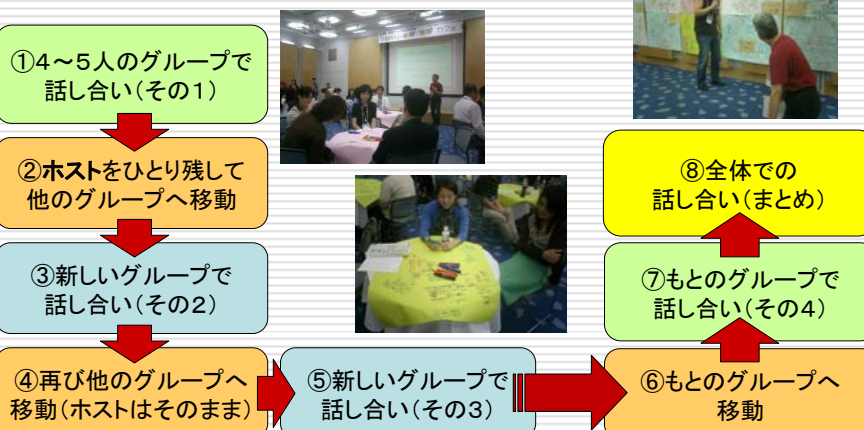 ①4～5人のグループで
話し合い(その1)
②ホストをひとり残して
他のグループへ移動
③新しいグループで
話し合い(その2)
④再び他のグループへ
移動(ホストはそのまま)
⑤新しいグループで
話し合い(その3)
⑥もとのグループへ
移動
⑦もとのグループで
話し合い(その4)
⑧全体での
話し合い(まとめ)